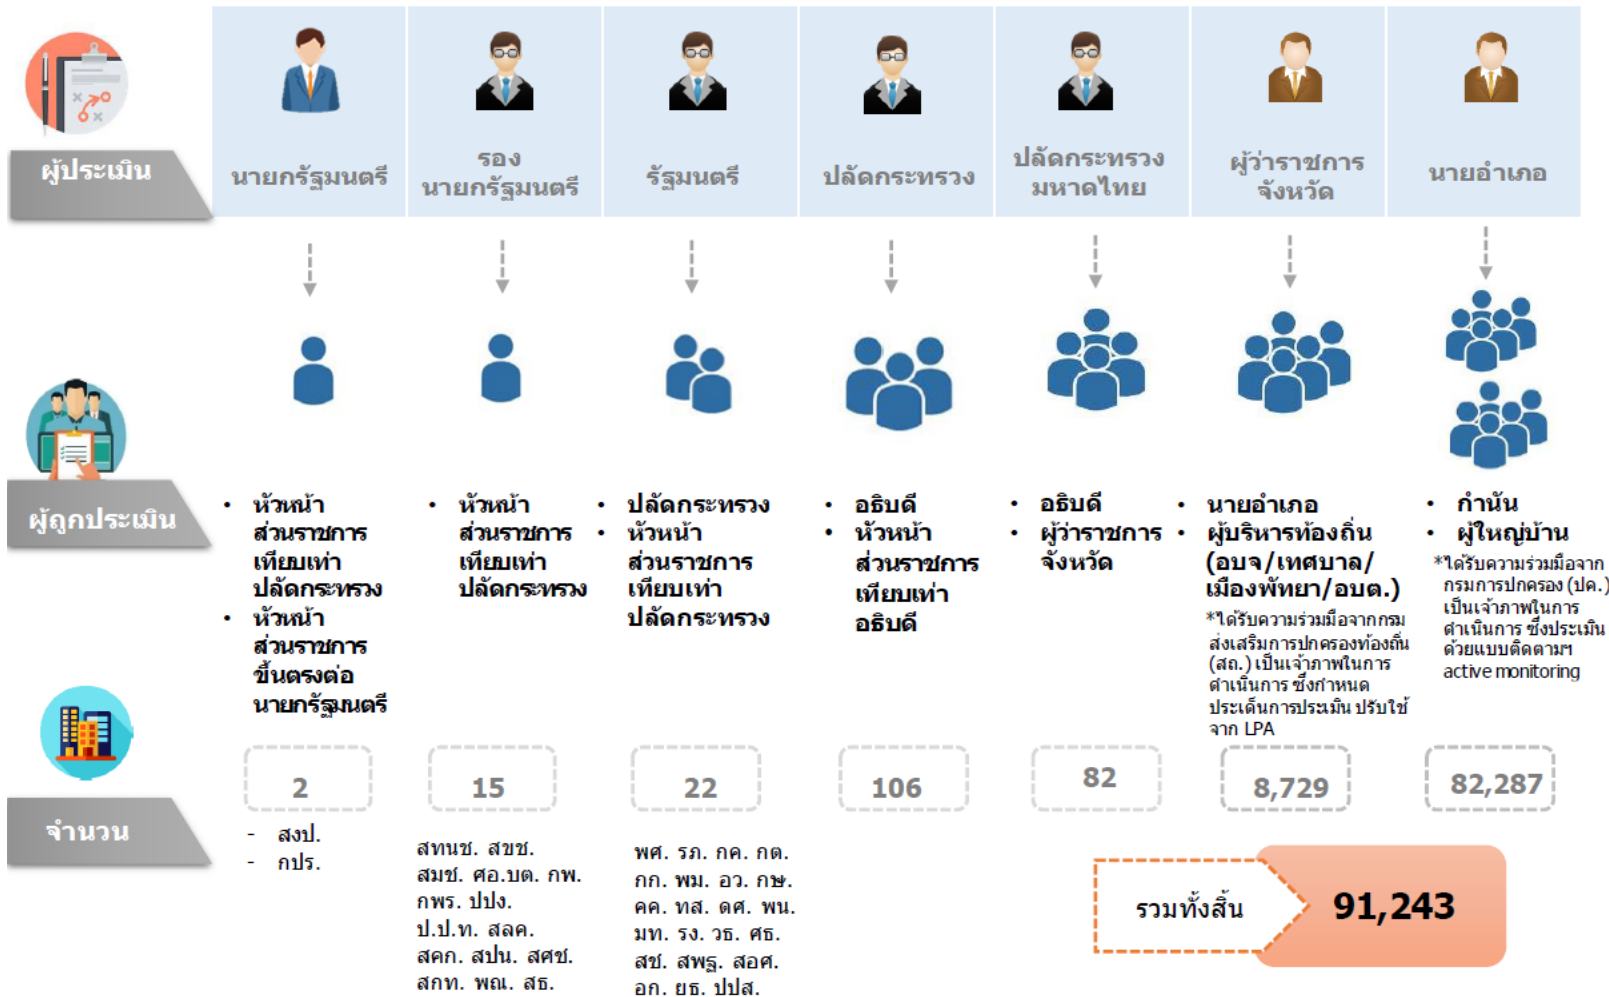 ผู้ประเมิน
นายกรัฐมนตรี
รอง
นายกรัฐมนตรี
รัฐมนตรี
ปลัดกระทรวง
ปลัดกระทรวง
มหาดไทย
ผู้ว่าราชการ
จังหวัด
นายอำเภอ
ผู้ถูกประเมิน
• หัวหน้า
ส่วนราชการ
เทียบเท่า
ปลัดกระทรวง
• หัวหน้า
ส่วนราชการ
ขึ้นตรงต่อ
นายกรัฐมนตรี
• หัวหน้า
ส่วนราชการ
เทียบเท่า
ปลัดกระทรวง
• ปลัดกระทรวง
• หัวหน้า
ส่วนราชการ
เทียบเท่า
ปลัดกระทรวง
• อธิบดี
• หัวหน้า
ส่วนราชการ
เทียบเท่า
อธิบดี
• อธิบดี
• ผู้ว่าราชการ
จังหวัด
• นายอำเภอ
• ผู้บริหารท้องถิ่น
(อบจ/เทศบาล/
เมืองพัทยา/อบต.)
*ได้รับความร่วมมือจากกรม
ส่งเสริมการปกครองท้องถิ่น
(สถ.) เป็นเจ้าภาพในการ
ดำเนินการ ซึ่งกำหนด
ประเด็นการประเมิน ปรับใช้
จาก LPA
• กำนัน
• ผู้ใหญ่บ้าน
*ได้รับความร่วมมือจาก
กรมการปกครอง (ปค.)
เป็นเจ้าภาพในการ
ดำเนินการ ซึ่งประเมิน
ด้วยแบบติดตามฯ
active monitoring
จำนวน
2
15
22
106
82
8,729
82,287
- สงป.
- กปร.
สทนช. สขช.
สมช. ศอ.บต. กพ.
กพร. ปปง.
ป.ป.ท. สลค.
สคก. สปน. สศช.
สกท. พณ. สธ.
พศ. รภ. กค. กต.
กก. พม. อว. กษ.
คค. ทส. ดศ. พน.
มท. รง. วธ. ศธ.
สช. สพฐ. สอศ.
อก. ยธ. ปปส.
รวมทั้งสิ้น
91,243